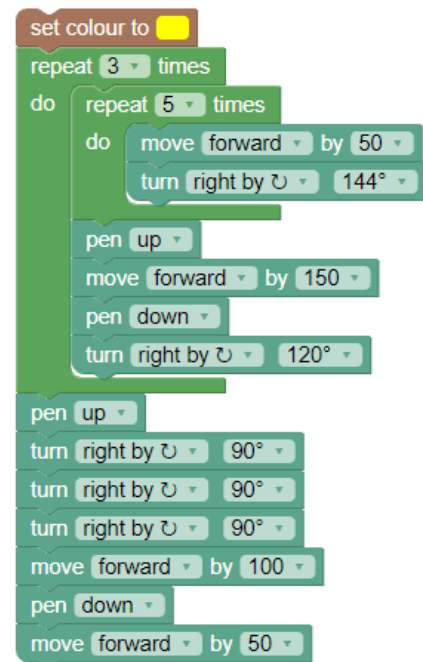 set colour to
repeat 3 times
do repeat 5 times
do move forward by 50
turn right by ↻ 144°
pen up
move forward by 150
pen down
turn right by ↻ 120°
pen up
turn right by ↻ 90°
turn right by ↻ 90°
turn right by ↻ 90°
move forward by 100
pen down
move forward by 50